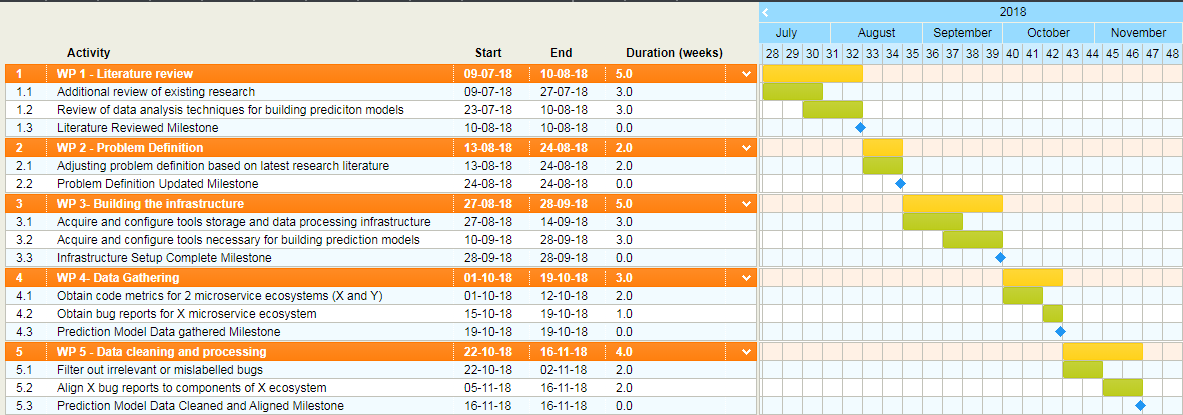 2018
July August September October November
Activity Start End Duration (weeks)
28 29 30 31 32 33 34 35 36 37 38 39 40 41 42 43 44 45 46 47 48
1 WP 1 - Literature review 09-07-18 10-08-18 5.0
1.1 Additional review of existing research 09-07-18 27-07-18 3.0
1.2 Review of data analysis techniques for building prediciton models 23-07-18 10-08-18 3.0
1.3 Literature Reviewed Milestone 10-08-18 10-08-18 0.0
2 WP 2 - Problem Definition 13-08-18 24-08-18 2.0
2.1 Adjusting problem definition based on latest research literature 13-08-18 24-08-18 2.0
2.2 Problem Definition Updated Milestone 24-08-18 24-08-18 0.0
3 WP 3- Building the infrastructure 27-08-18 28-09-18 5.0
3.1 Acquire and configure tools storage and data processing infrastructure 27-08-18 14-09-18 3.0
3.2 Acquire and configure tools necessary for building prediction models 10-09-18 28-09-18 3.0
3.3 Infrastructure Setup Complete Milestone 28-09-18 28-09-18 0.0
4 WP 4- Data Gathering 01-10-18 19-10-18 3.0
4.1 Obtain code metrics for 2 microservice ecosystems (X and Y) 01-10-18 12-10-18 2.0
4.2 Obtain bug reports for X microservice ecosystem 15-10-18 19-10-18 1.0
4.3 Prediction Model Data gathered Milestone 19-10-18 19-10-18 0.0
5 WP 5 - Data cleaning and processing 22-10-18 16-11-18 4.0
5.1 Filter out irrelevant or mislabelled bugs 22-10-18 02-11-18 2.0
5.2 Align X bug reports to components of X ecosystem 05-11-18 16-11-18 2.0
5.3 Prediction Model Data Cleaned and Aligned Milestone 16-11-18 16-11-18 0.0